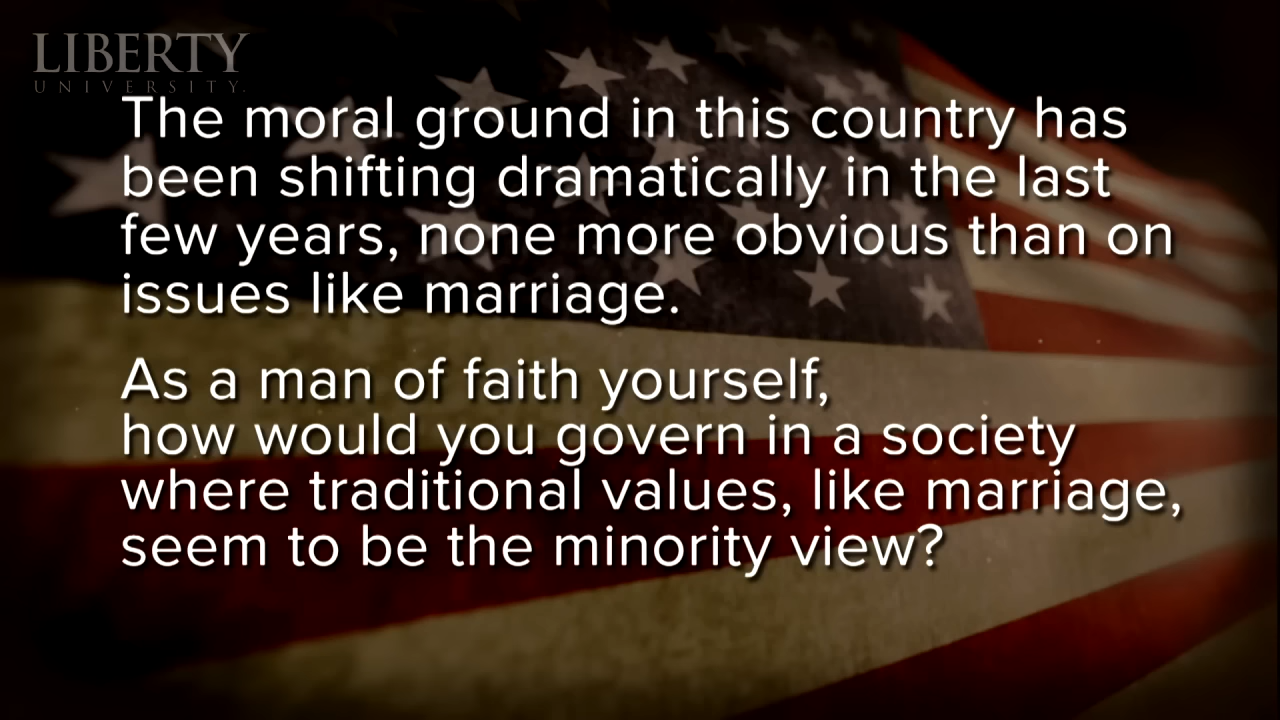 LIBERTY
UNIVERSITY.
The moral ground in this country has
been shifting dramatically in the last
few years, none more obvious than on
issues like marriage.
As a man of faith yourself,
how would you govern in a society
where traditional values, like marriage,
seem to be the minority view?